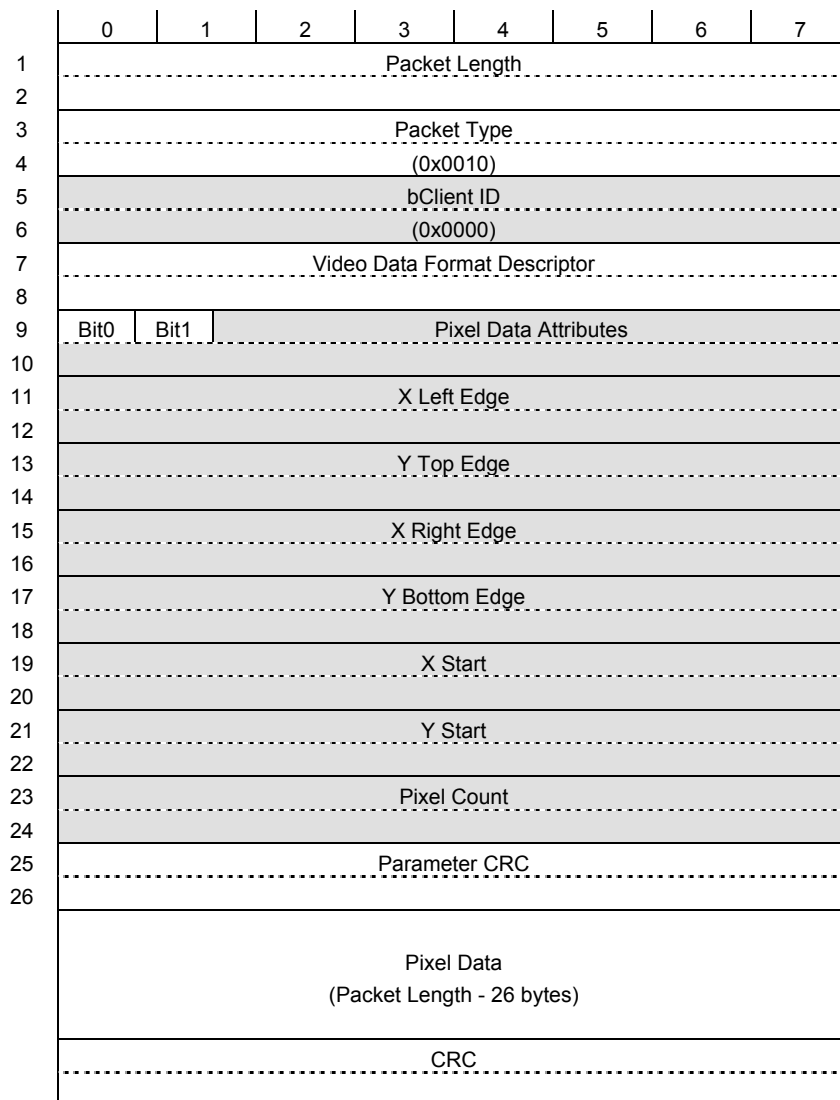 0 1 2 3 4 5 6 7
1 Packet Length
2
3 Packet Type
4 (0x0010)
5 bClient ID
6 (0x0000)
7 Video Data Format Descriptor
8
9 Bit0 Bit1 Pixel Data Attributes
10
11 X Left Edge
12
13 Y Top Edge
14
15 X Right Edge
16
17 Y Bottom Edge
18
19 X Start
20
21 Y Start
22
23 Pixel Count
24
25 Parameter CRC
26
Pixel Data
(Packet Length - 26 bytes)
CRC